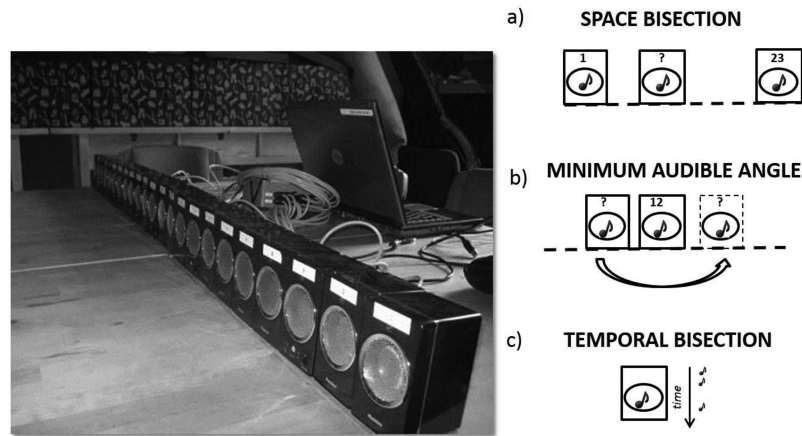 a) SPACE BISECTION
1 ? 23
b) MINIMUM AUDIBLE ANGLE
? 12 ?
c) TEMPORAL BISECTION
time